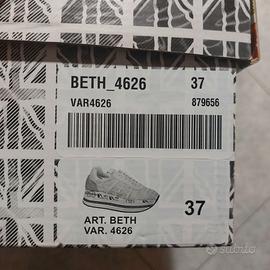 BETH_4626 37
VAR4626 879656
37
ART. BETH
VAR. 4626
subito